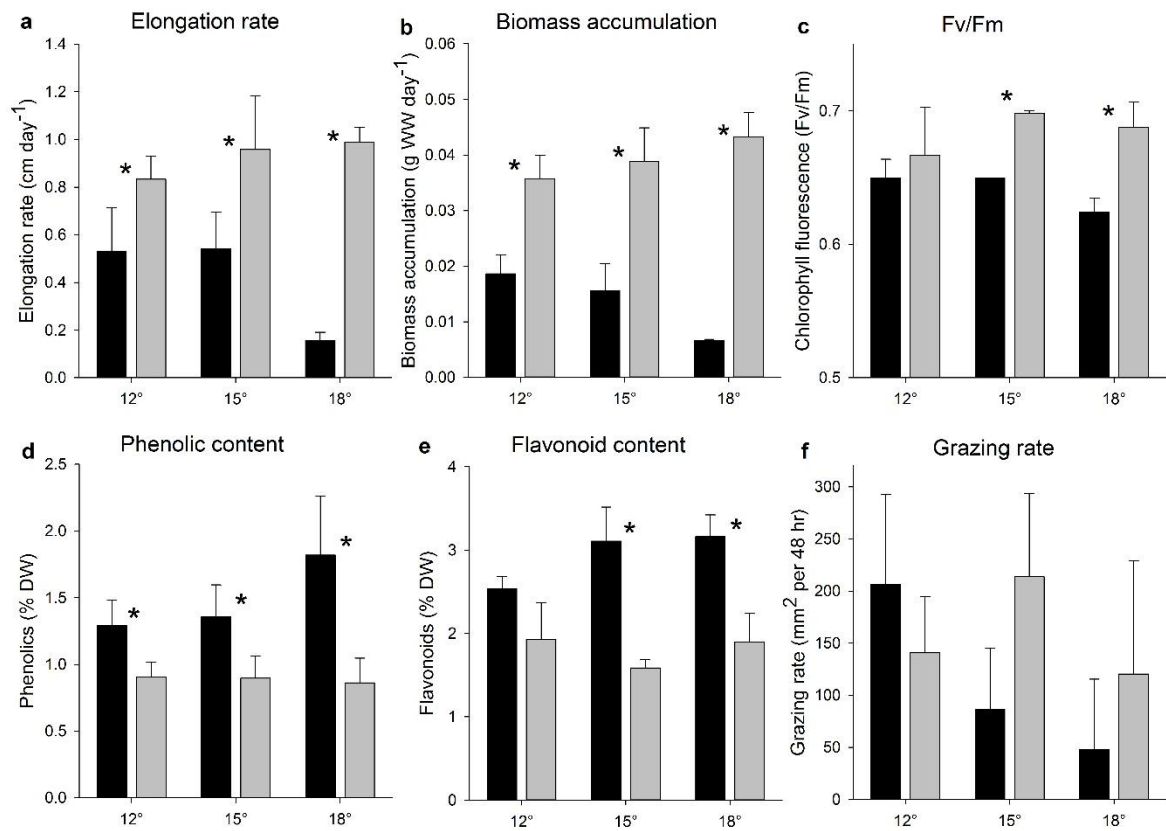 a Elongation rate
Elongation rate (cm day-1)
1.4
1.2
1.0
0.8
0.6
0.4
0.2
0.0
*
*
*
12° 15° 18°
b Biomass accumulation
Biomass accumulation (g WW day-1)
0.06
0.05
0.04
0.03
0.02
0.01
0.00
*
*
*
12° 15° 18°
c Fv/Fm
Chlorophyll fluorescence (Fv/Fm)
0.7
0.6
0.5
*
*
12° 15° 18°
d Phenolic content
Phenolics (% DW)
2.5
2.0
1.5
1.0
0.5
0.0
*
*
*
12° 15° 18°
e Flavonoid content
Flavonoids (% DW)
4
3
2
1
0
*
*
12° 15° 18°
f Grazing rate
Grazing rate (mm2 per 48 hr)
300
250
200
150
100
50
0
12° 15° 18°